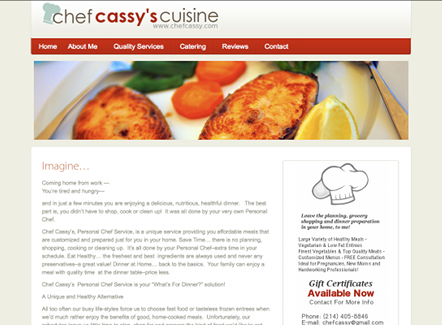 chef cassy's cuisine
www.chefcassy.com
Home About Me Quality Services Catering Reviews Contact
Imagine...
Coming home from work —
You're tired and hungry—
and in just a few minutes you are enjoying a delicious, nutritous, healthful dinner. The best
part is, you didn't have to shop, cook or clean up! It was all done by your very own Personal
Chef.
Chef Cassy's, Personal Chef Service, is a unique service providing you affordable meals that
are customized and prepared just for you in your home. Save Time... there is no planning,
shopping, cooking or cleaning up. It's all done by your Personal Chef–extra time in your
schedule. Eat Healthy... the freshest and best ingredients are always used and never any
preservatives–a great value! Dinner at Home... back to the basics. Your family can enjoy a
meal with quality time at the dinner table–price less.
Chef Cassy's Personal Chef Service is your "What's For Dinner?" solution!
A Unique and Healthy Alternative
All too often our busy life-styles force us to choose fast food or tasteless frozen entrees when
we'd much rather enjoy the benefits of good, home-cooked meals. Unfortunately, our
Leave the planning, grocery
shopping and dinner preparation
in your home, to me!
Large Variety of Healthy Meals -
Vegetarian & Low Fat Entrees
Finest Vegetables & Top Quality Meats -
Customized Menus - FREE Consultation
Ideal for Pregnancies, New Moms and
Hardworking Professionals!
Gift Certificates
Available Now
Contact For More Info
Phone: (214) 405-8846
E-mail: chefcassy@gmail.com